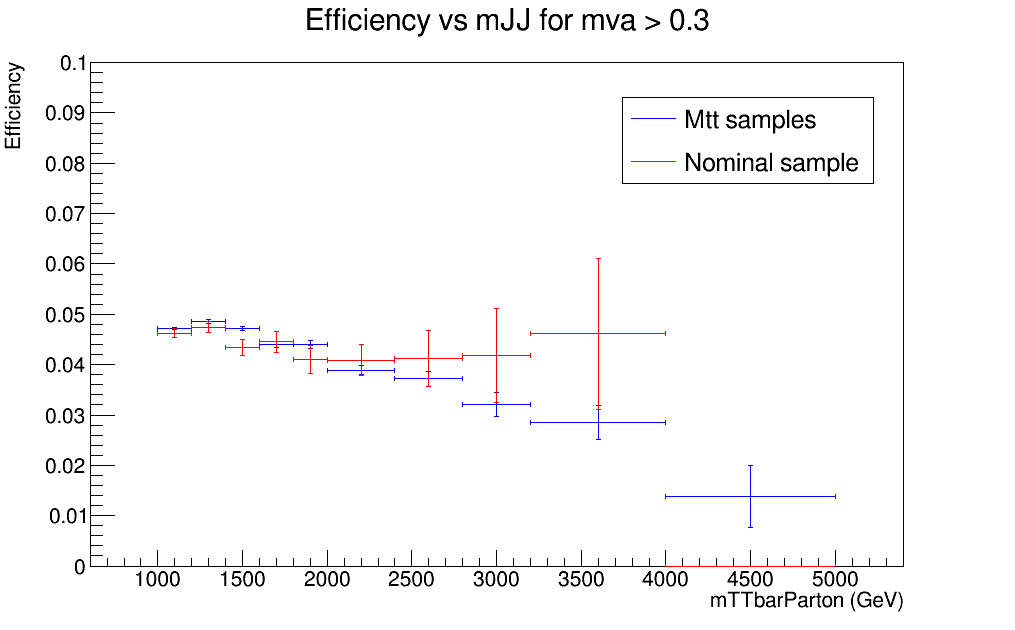 Efficiency vs mJJ for mva > 0.3
Efficiency
0.1
0.09
0.08
0.07
0.06
0.05
0.04
0.03
0.02
0.01
0
Mtt samples
Nominal sample
1000 1500 2000 2500 3000 3500 4000 4500 5000
mTTbarParton (GeV)